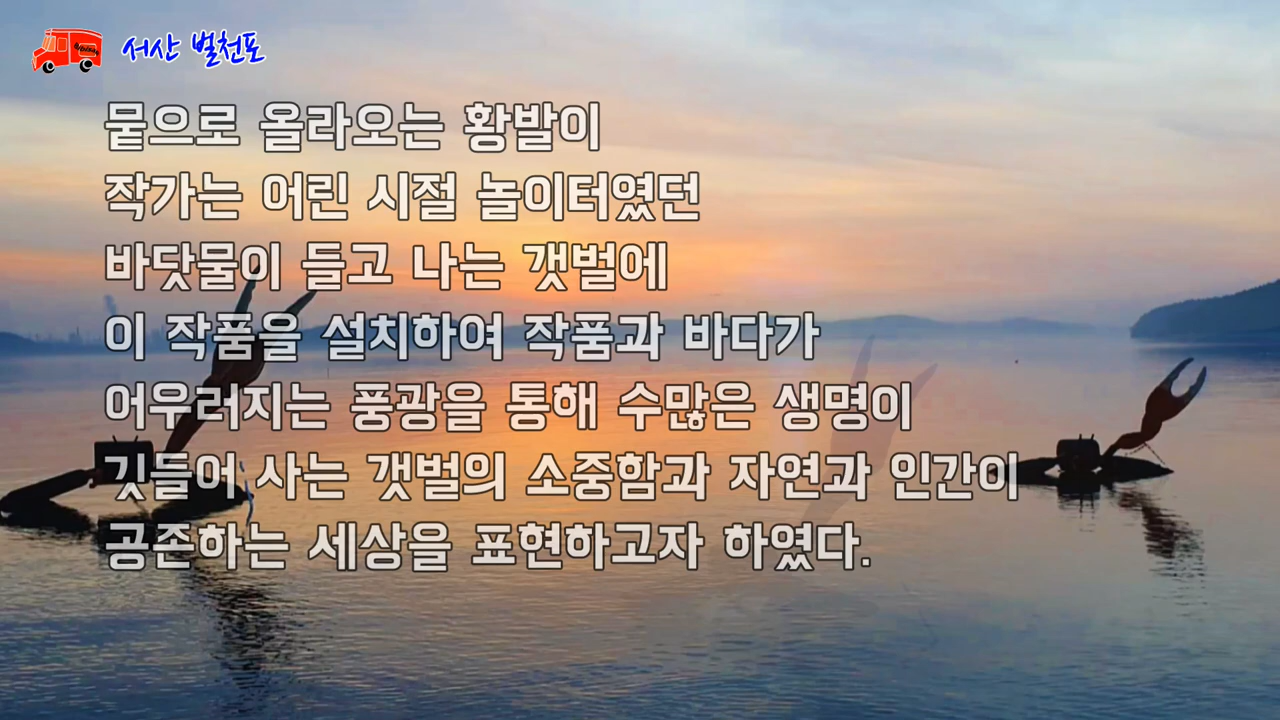 서산 벌천포
뭍으로 올라오는 황발이
작가는 어린 시절 놀이터였던
바닷물이 들고 나는 갯벌에
이 작품을 설치하여 작품과 바다가
어우러지는 풍광을 통해 수많은 생명이
깃들어 사는 갯벌의 소중함과 자연과 인간이
공존하는 세상을 표현하고자 하였다.